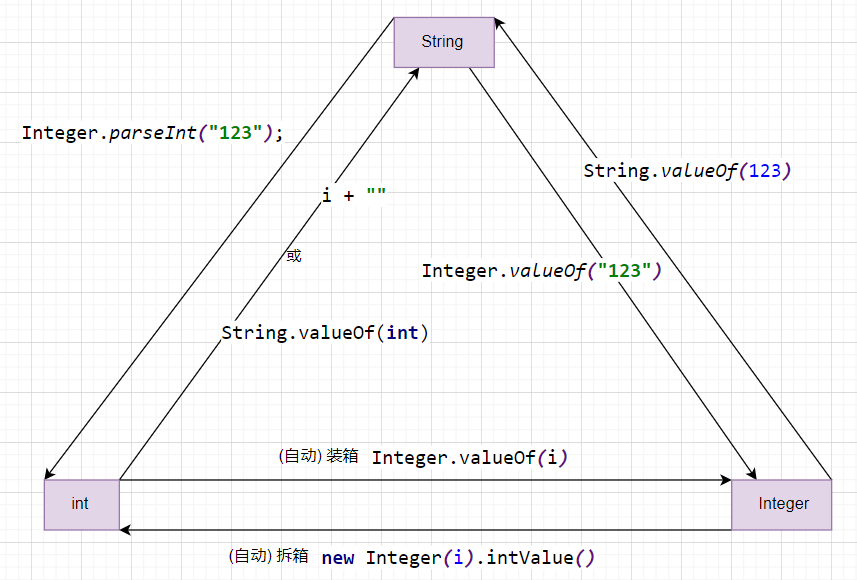 String
Integer.parseInt("123");
String.valueOf(123)
i + ""
或
Integer.valueOf("123")
String.valueOf(int)
(自动) 装箱 Integer.valueOf(i)
int
Integer
(自动) 拆箱 new Integer(i).intValue()